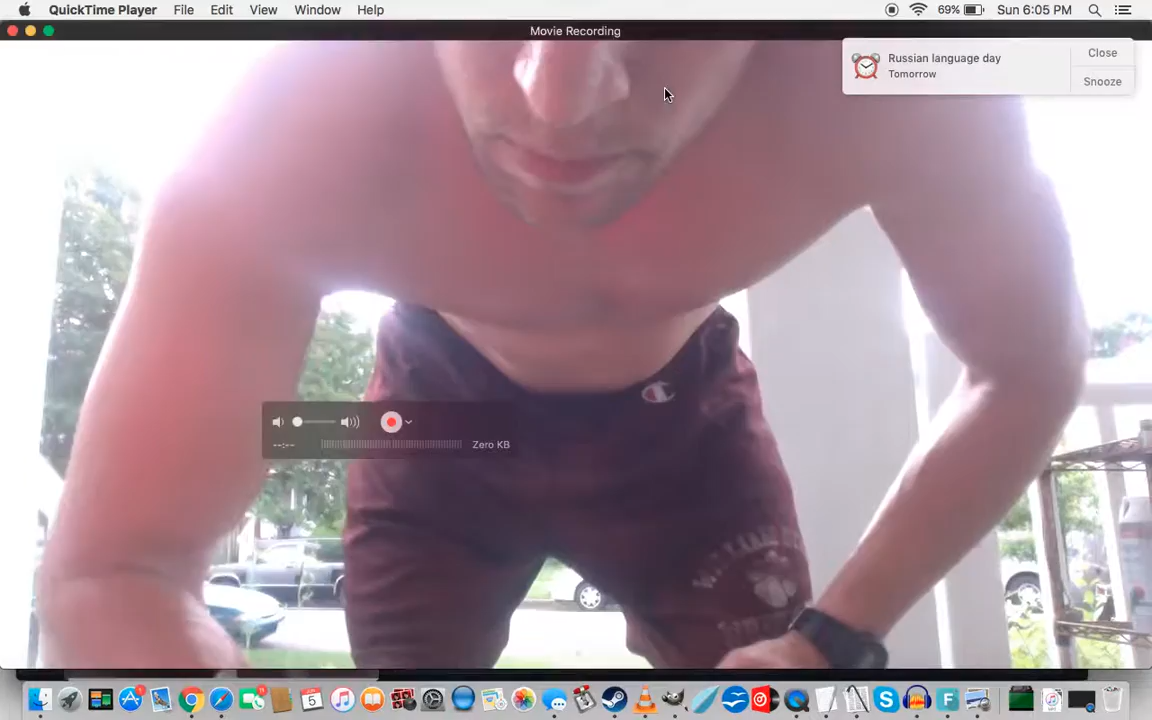 QuickTime Player File Edit View Window Help 69% Sun 6:05 PM
Movie Recording
Russian language day
Tomorrow
Close
Snooze
--:-- Zero KB
5